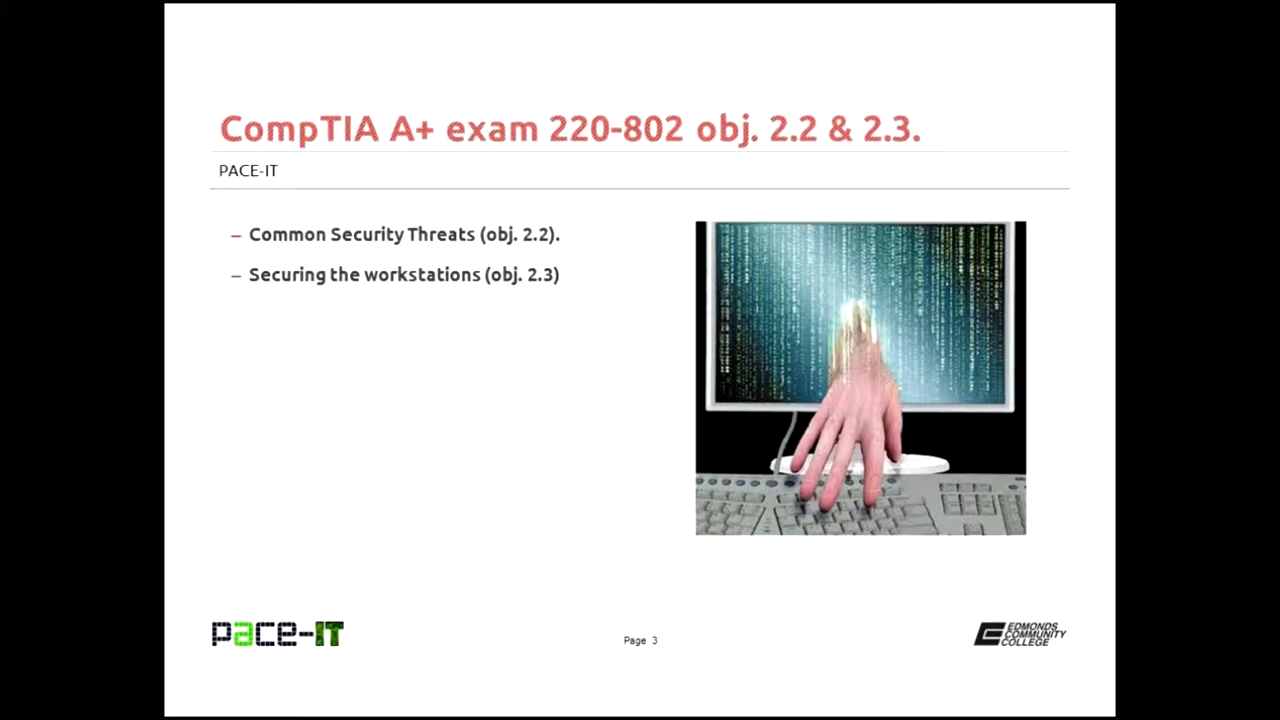 CompTIA A+ exam 220-802 obj. 2.2 & 2.3.
PACE-IT
– Common Security Threats (obj. 2.2).
– Securing the workstations (obj. 2.3)
pace-IT
Page 3
EDMONDS
COMMUNITY
COLLEGE